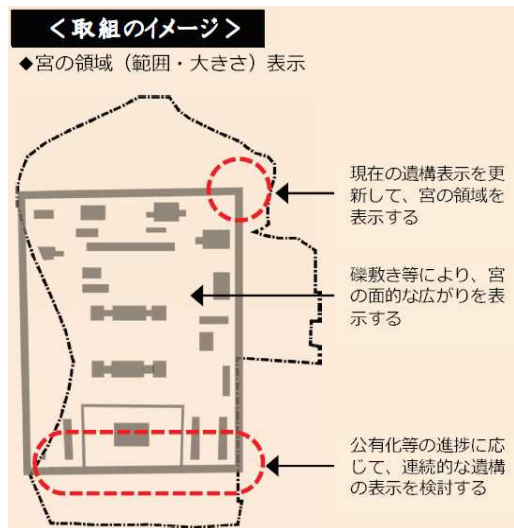 ＜取組のイメージ＞
◆宮の領域（範囲・大きさ）表示
現在の遺構表示を更
新して、宮の領域を
表示する
礫敷き等により、宮
の面的な広がりを表
示する
公有化等の進捗に応
じて、連続的な遺構
の表示を検討する